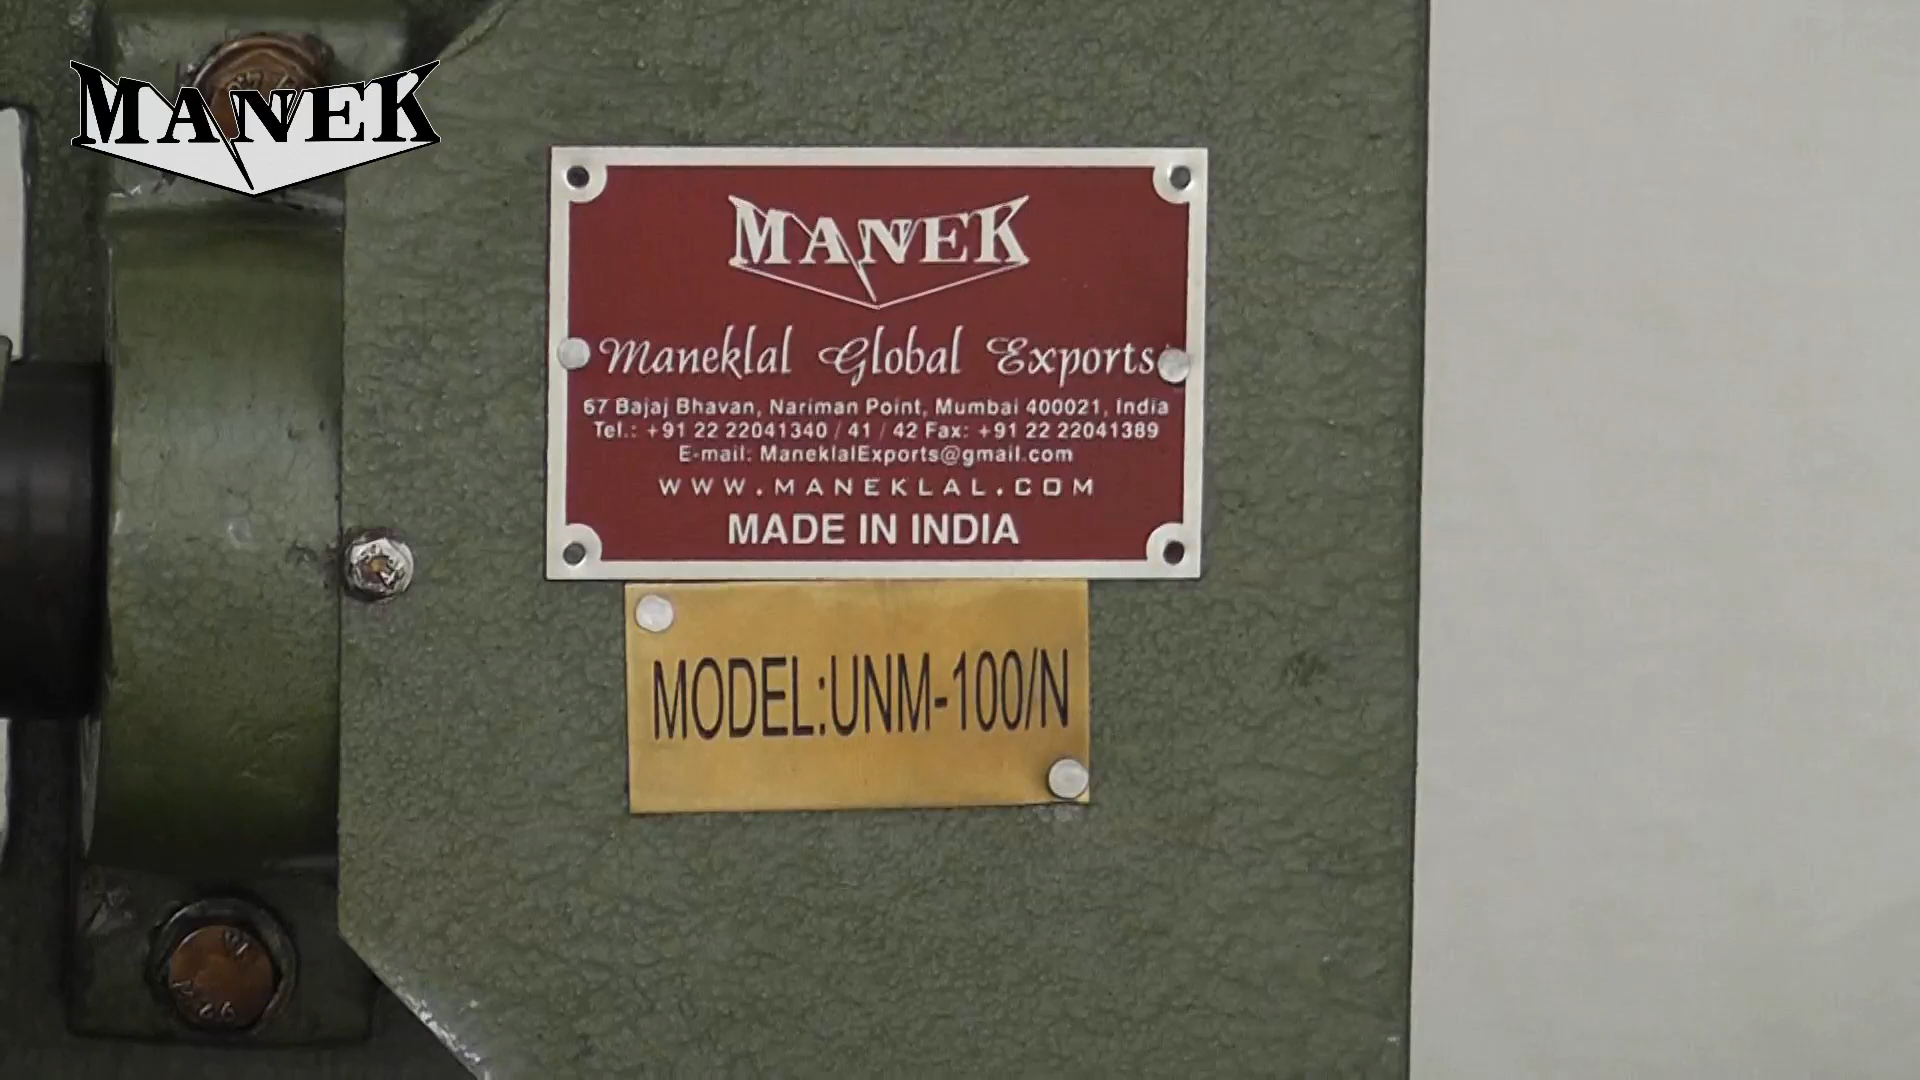 MANEK
MANEK
Maneklal Global Exports
67 Bajaj Bhavan, Nariman Point, Mumbai 400021, India
Tel.: +91 22 22041340 / 41 / 42 Fax: +91 22 22041389
E-mail: ManeklalExports@gmail.com
WWW.MANEKLAL.COM
MADE IN INDIA
MODEL:UNM-100/N